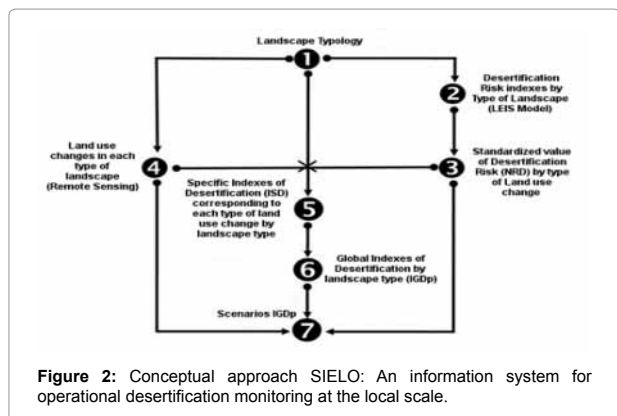 Landscape Typology
1
Desertification
Risk indexes by
Type of Landscape
(LEIS Model)
2
Land use
changes in each
type of
landscape
(Remote Sensing)
4
Standardized value
of Desertification
Risk (NRD) by type
of Land use
change
3
Specific Indexes of
Desertification (ISD)
corresponding to
each type of land
use change by
landscape type
5
Global Indexes of
Desertification by
landscape type (IGDp)
6
Scenarios IGDp
7
Figure 2: Conceptual approach SIELO: An information system for
operational desertification monitoring at the local scale.